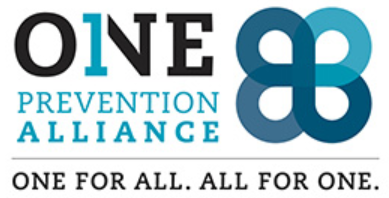 ONE
PREVENTION
ALLIANCE
ONE FOR ALL. ALL FOR ONE.